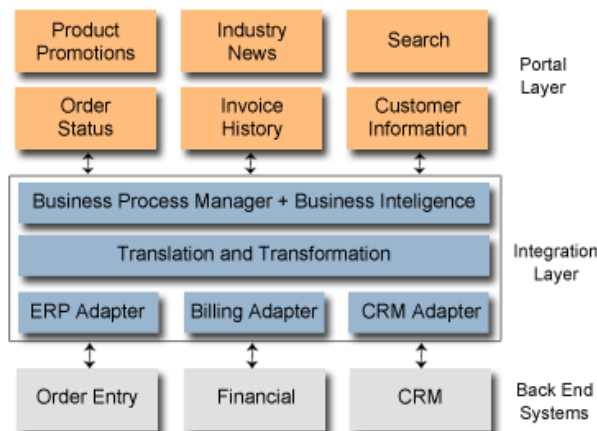 Product
Promotions
Industry
News
Search
Portal
Layer
Order
Status
Invoice
History
Customer
Information
Business Process Manager + Business Inteligence
Translation and Transformation
Integration
Layer
ERP Adapter
Billing Adapter
CRM Adapter
Order Entry
Financial
CRM
Back End
Systems